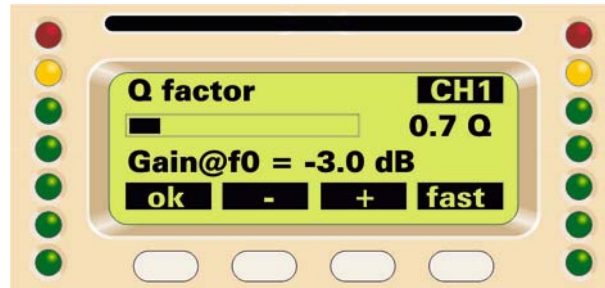 Q factor CH1
0.7 Q
Gain@f0 = -3.0 dB
ok - + fast